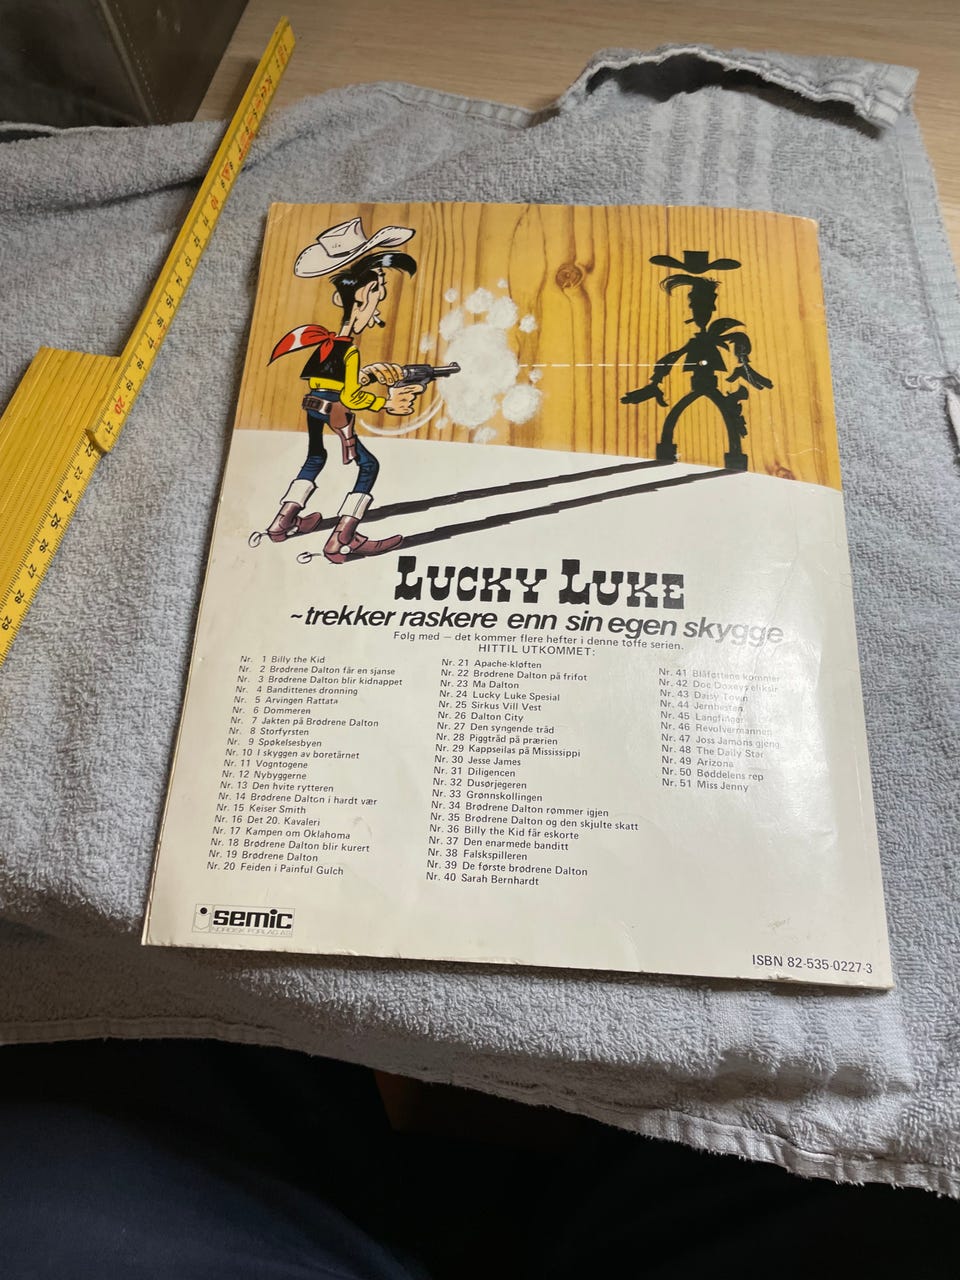 LUCKY LUKE
~trekker raskere enn sin egen skygge
Følg med — det kommer flere hefter i denne tøffe serien.
HITTIL UTKOMMET:
Nr. 1 Billy the Kid
Nr. 2 Brødrene Dalton får en sjanse
Nr. 3 Brødrene Dalton blir kidnappet
Nr. 4 Bandittenes dronning
Nr. 5 Arvingen Rattata
Nr. 6 Dommeren
Nr. 7 Jakten på Brødrene Dalton
Nr. 8 Storfyrsten
Nr. 9 Spøkelsesbyen
Nr. 10 I skyggen av boretårnet
Nr. 11 Vogntogene
Nr. 12 Nybyggerne
Nr. 13 Den hvite rytteren
Nr. 14 Brødrene Dalton i hardt vær
Nr. 15 Keiser Smith
Nr. 16 Det 20. Kavaleri
Nr. 17 Kampen om Oklahoma
Nr. 18 Brødrene Dalton blir kurert
Nr. 19 Brødrene Dalton
Nr. 20 Feiden i Painful Gulch
Nr. 21 Apache-kløften
Nr. 22 Brødrene Dalton på frifot
Nr. 23 Ma Dalton
Nr. 24 Lucky Luke Spesial
Nr. 25 Sirkus Vill Vest
Nr. 26 Dalton City
Nr. 27 Den syngende tråd
Nr. 28 Piggtråd på prærien
Nr. 29 Kappseilas på Mississippi
Nr. 30 Jesse James
Nr. 31 Diligencen
Nr. 32 Dusørjegeren
Nr. 33 Grønnskollingen
Nr. 34 Brødrene Dalton rømmer igjen
Nr. 35 Brødrene Dalton og den skjulte skatt
Nr. 36 Billy the Kid får eskorte
Nr. 37 Den enarmede banditt
Nr. 38 Falskspilleren
Nr. 39 De første brødrene Dalton
Nr. 40 Sarah Bernhardt
Nr. 41 Blåføttene kommer
Nr. 42 Doc Doxeys eliksir
Nr. 43 Daisy Town
Nr. 44 Jernhesten
Nr. 45 Langfinger
Nr. 46 Revolvermannen
Nr. 47 Joss Jamons gjeng
Nr. 48 The Daily Star
Nr. 49 Arizona
Nr. 50 Bøddelens rep
Nr. 51 Miss Jenny
semic
NORDISK FORLAG A/S
ISBN 82-535-0227-3